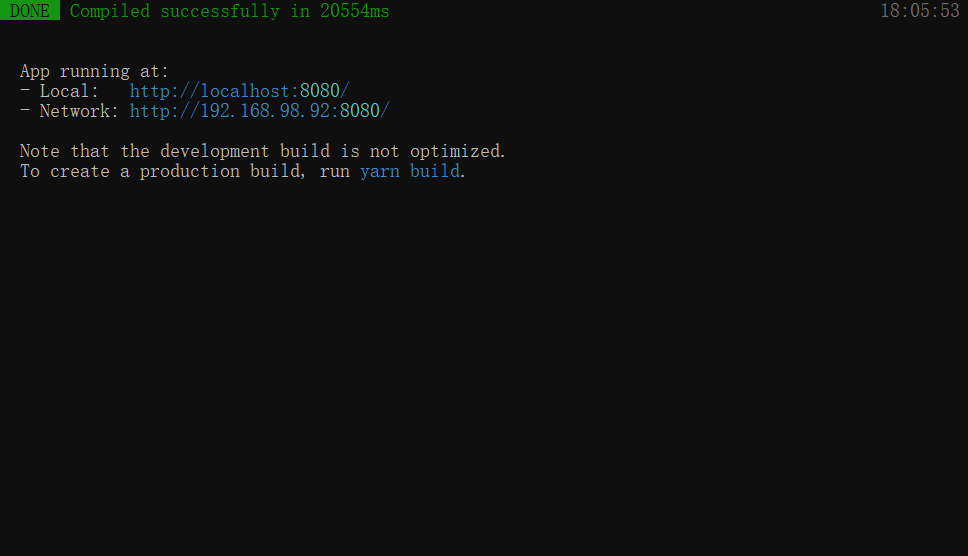 DONE Compiled successfully in 20554ms 18:05:53
App running at:
- Local: http://localhost:8080/
- Network: http://192.168.98.92:8080/
Note that the development build is not optimized.
To create a production build, run yarn build.